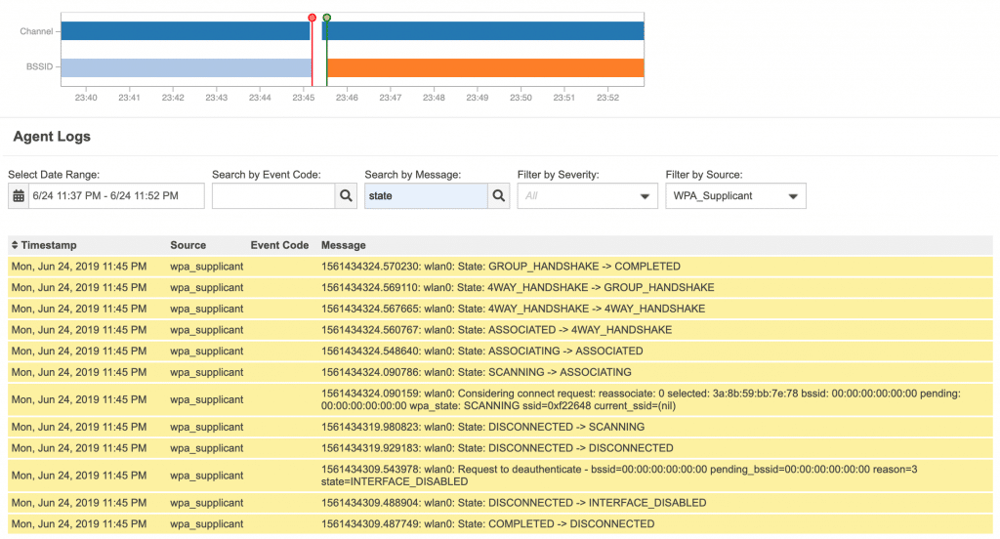 Channel
BSSID
23:40 23:41 23:42 23:43 23:44 23:45 23:46 23:47 23:48 23:49 23:50 23:51 23:52
Agent Logs
Select Date Range: Search by Event Code: Search by Message: Filter by Severity: Filter by Source:
6/24 11:37 PM - 6/24 11:52 PM state All WPA_Supplicant
Timestamp Source Event Code Message
Mon, Jun 24, 2019 11:45 PM wpa_supplicant 1561434324.570230: wlan0: State: GROUP_HANDSHAKE -> COMPLETED
Mon, Jun 24, 2019 11:45 PM wpa_supplicant 1561434324.569110: wlan0: State: 4WAY_HANDSHAKE -> GROUP_HANDSHAKE
Mon, Jun 24, 2019 11:45 PM wpa_supplicant 1561434324.567665: wlan0: State: 4WAY_HANDSHAKE -> 4WAY_HANDSHAKE
Mon, Jun 24, 2019 11:45 PM wpa_supplicant 1561434324.560767: wlan0: State: ASSOCIATED -> 4WAY_HANDSHAKE
Mon, Jun 24, 2019 11:45 PM wpa_supplicant 1561434324.548640: wlan0: State: ASSOCIATING -> ASSOCIATED
Mon, Jun 24, 2019 11:45 PM wpa_supplicant 1561434324.090786: wlan0: State: SCANNING -> ASSOCIATING
Mon, Jun 24, 2019 11:45 PM wpa_supplicant 1561434324.090159: wlan0: Considering connect request: reassociate: 0 selected: 3a:8b:59:bb:7e:78 bssid: 00:00:00:00:00:00 pending:
00:00:00:00:00:00 wpa_state: SCANNING ssid=0xf22648 current_ssid=(nil)
Mon, Jun 24, 2019 11:45 PM wpa_supplicant 1561434319.980823: wlan0: State: DISCONNECTED -> SCANNING
Mon, Jun 24, 2019 11:45 PM wpa_supplicant 1561434319.929183: wlan0: State: DISCONNECTED -> DISCONNECTED
Mon, Jun 24, 2019 11:45 PM wpa_supplicant 1561434309.543978: wlan0: Request to deauthenticate - bssid=00:00:00:00:00:00 pending_bssid=00:00:00:00:00:00 reason=3
state=INTERFACE_DISABLED
Mon, Jun 24, 2019 11:45 PM wpa_supplicant 1561434309.488904: wlan0: State: DISCONNECTED -> INTERFACE_DISABLED
Mon, Jun 24, 2019 11:45 PM wpa_supplicant 1561434309.487749: wlan0: State: COMPLETED -> DISCONNECTED